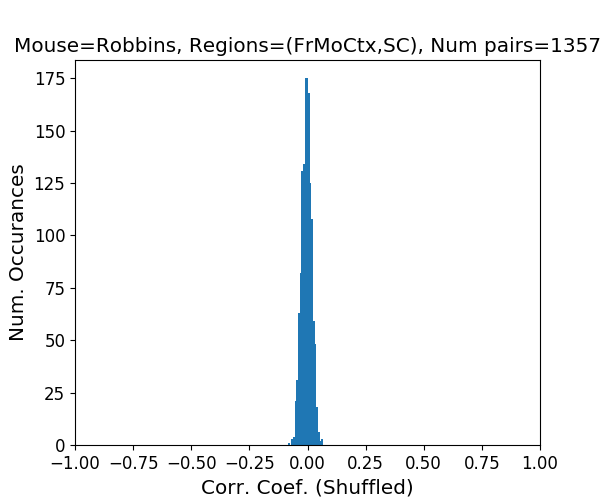 Mouse=Robbins, Regions=(FrMoCtx,SC), Num pairs=1357
Num. Occurances
175
150
125
100
75
50
25
0
−1.00 −0.75 −0.50 −0.25 0.00 0.25 0.50 0.75 1.00
Corr. Coef. (Shuffled)